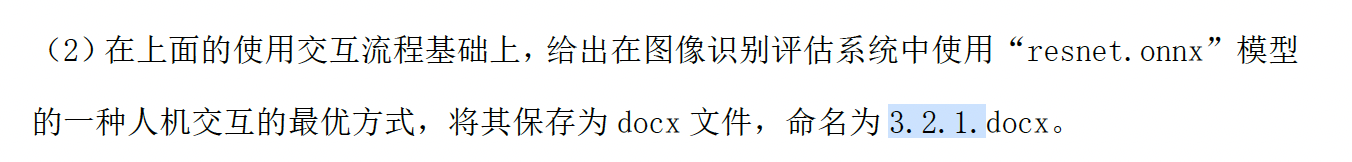 （2）在上面的使用交互流程基础上，给出在图像识别评估系统中使用“resnet.onnx”模型
的一种人机交互的最优方式，将其保存为 docx 文件，命名为 3.2.1.docx。